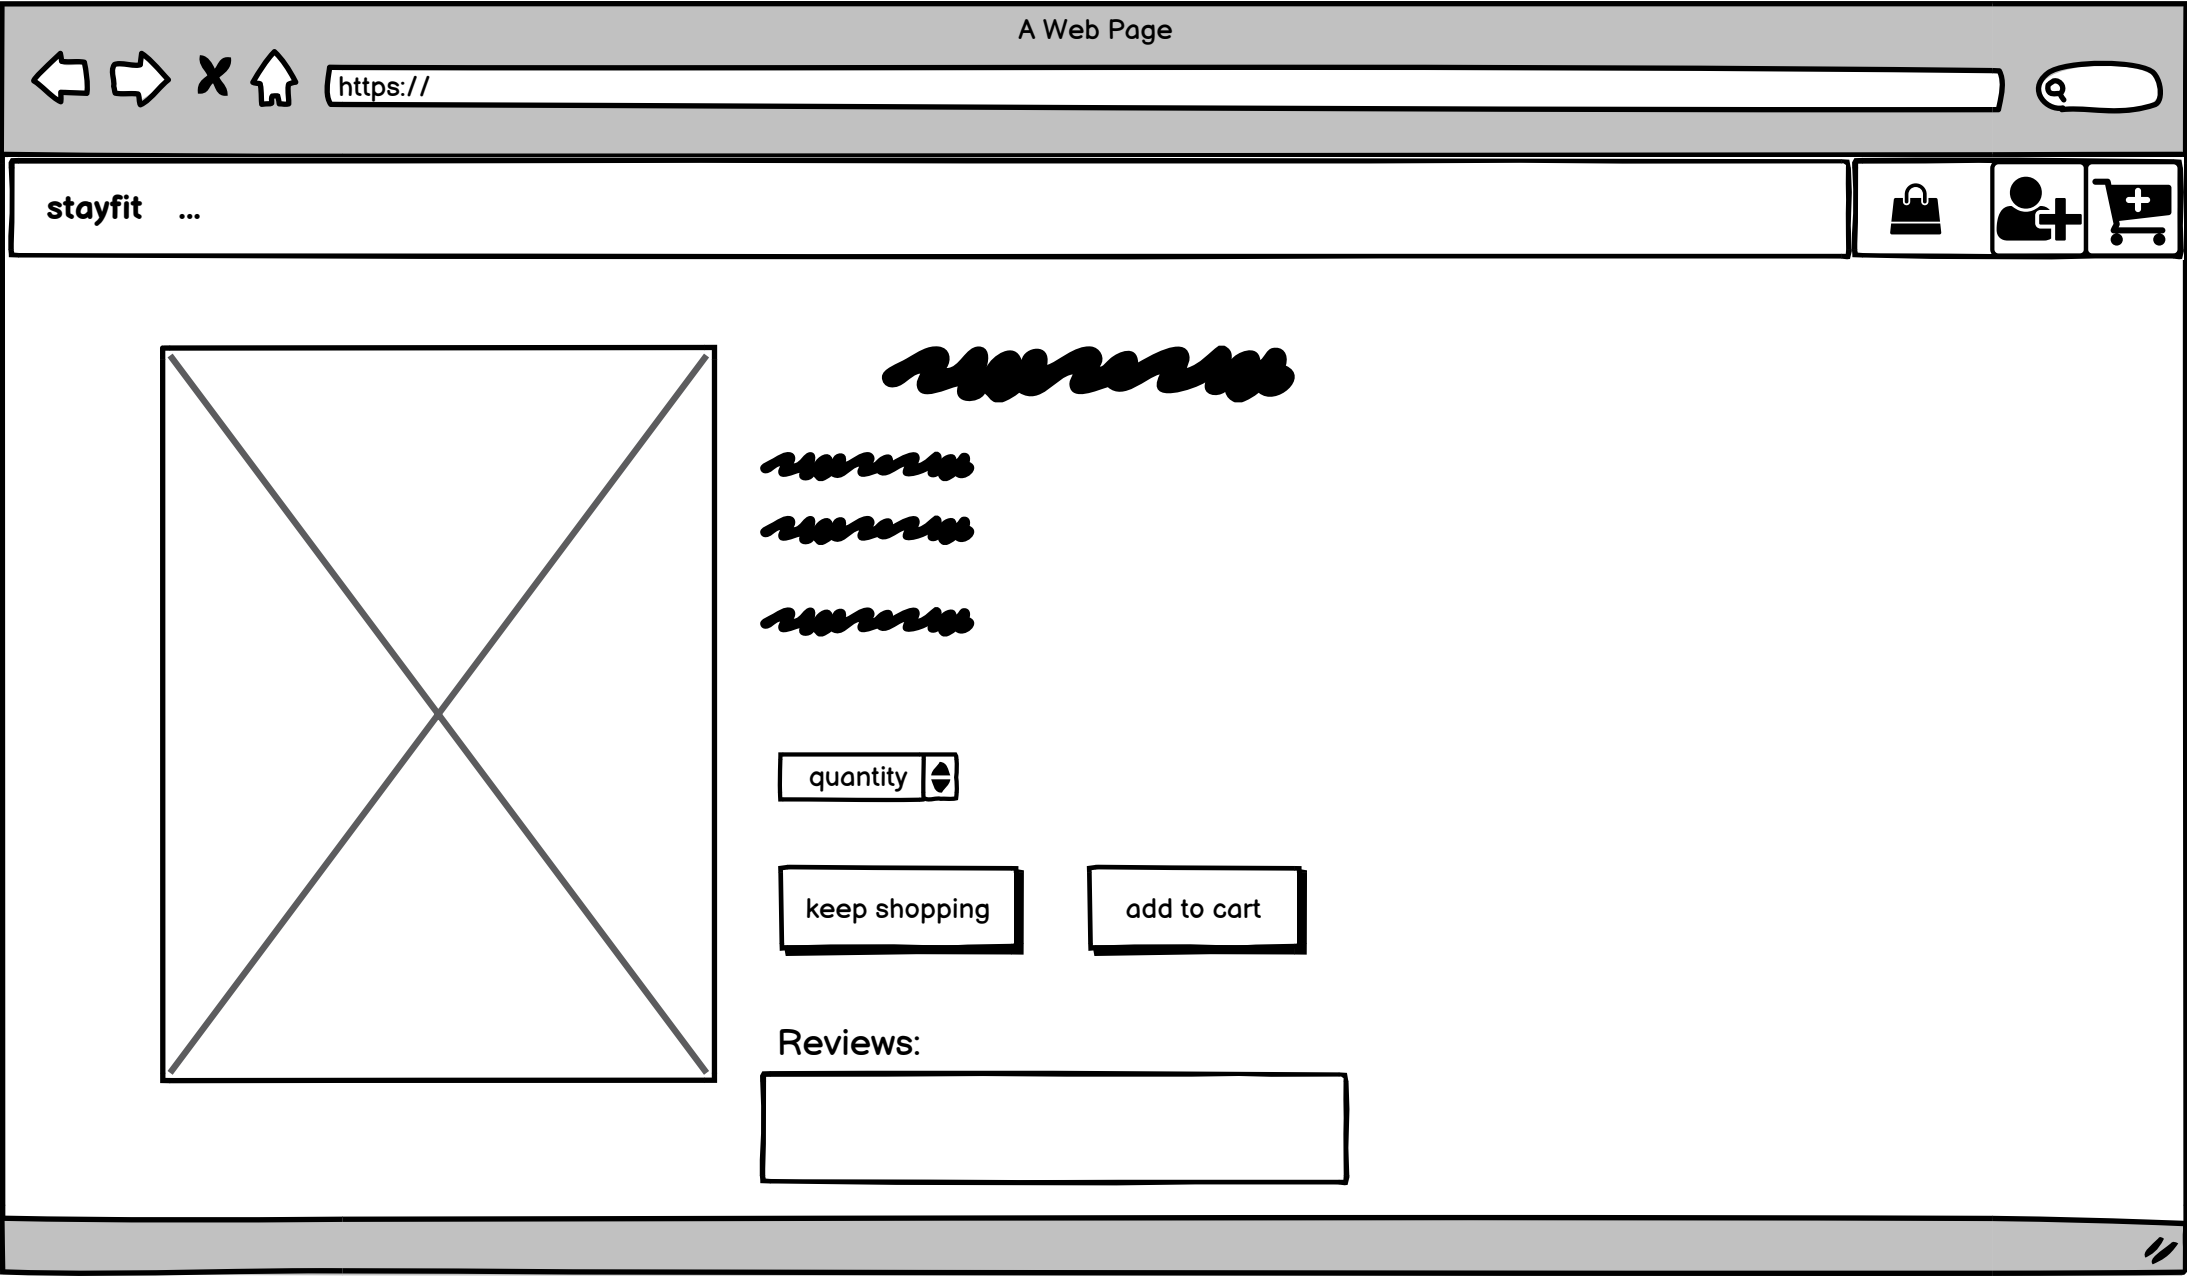 A Web Page
https://
stayfit ...
quantity
keep shopping
add to cart
Reviews: